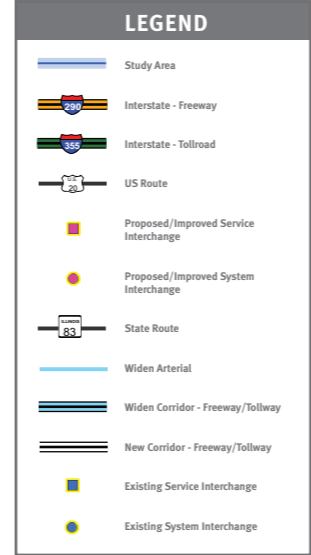 LEGEND
Study Area
290
Interstate - Freeway
355
Interstate - Tollroad
U.S.
20
US Route
Proposed/Improved Service
Interchange
Proposed/Improved System
Interchange
ILLINOIS
83
State Route
Widen Arterial
Widen Corridor - Freeway/Tollway
New Corridor - Freeway/Tollway
Existing Service Interchange
Existing System Interchange